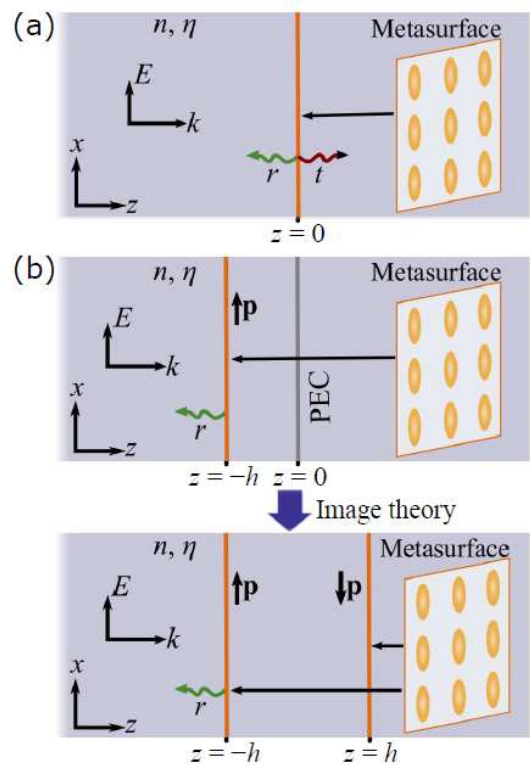 (a)
n, η
Metasurface
E
k
x
z
r
t
z = 0
(b)
n, η
Metasurface
E
k
p
x
z
r
PEC
z = −h
z = 0
Image theory
n, η
Metasurface
E
k
p
p
x
z
r
z = −h
z = h